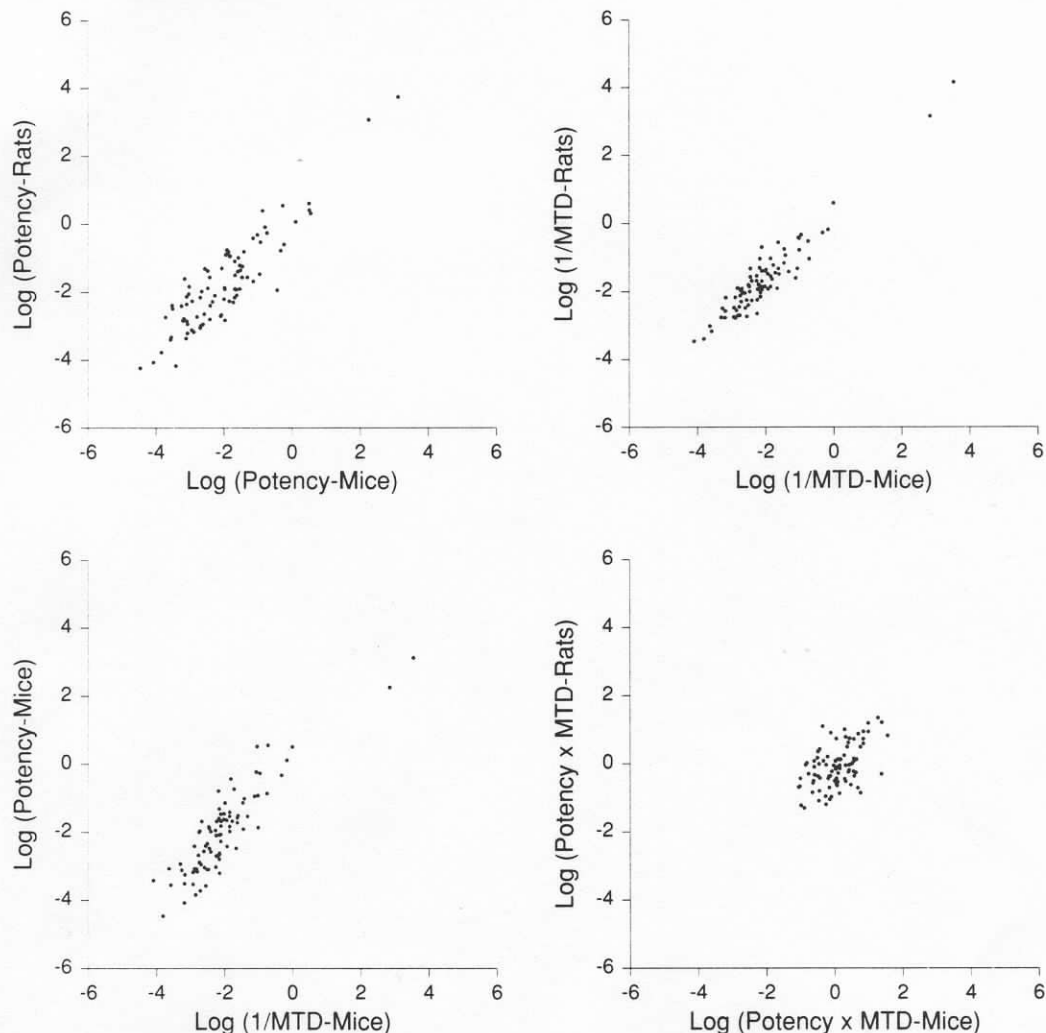 6
4
2
0
-2
-4
-6
Log (Potency-Rats)
-6 -4 -2 0 2 4 6
Log (Potency-Mice)
6
4
2
0
-2
-4
-6
Log (1/MTD-Rats)
-6 -4 -2 0 2 4 6
Log (1/MTD-Mice)
6
4
2
0
-2
-4
-6
Log (Potency-Mice)
-6 -4 -2 0 2 4 6
Log (1/MTD-Mice)
6
4
2
0
-2
-4
-6
Log (Potency x MTD-Rats)
-6 -4 -2 0 2 4 6
Log (Potency x MTD-Mice)